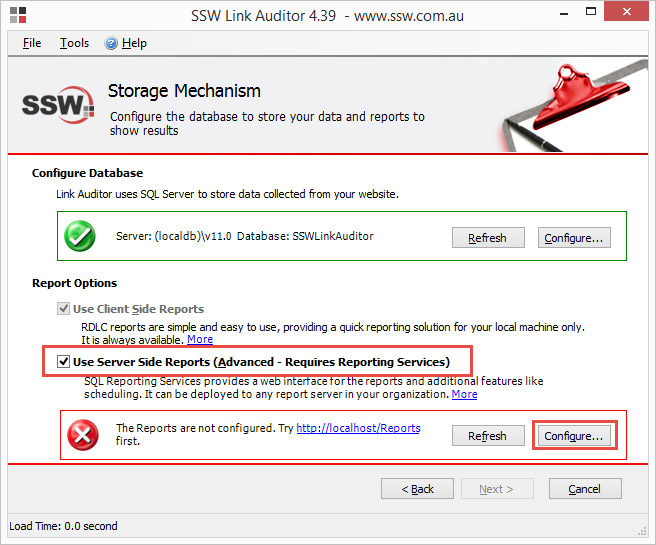 SSW Link Auditor 4.39 - www.ssw.com.au
File Tools Help
SSW
Storage Mechanism
Configure the database to store your data and reports to
show results
Configure Database
Link Auditor uses SQL Server to store data collected from your website.
Server: (localdb)\v11.0 Database: SSWLinkAuditor Refresh Configure...
Report Options
Use Client Side Reports
RDLC reports are simple and easy to use, providing a quick reporting solution for your local machine only.
It is always available. More
Use Server Side Reports (Advanced - Requires Reporting Services)
SQL Reporting Services provides a web interface for the reports and additional features like
scheduling. It can be deployed to any report server in your organization. More
The Reports are not configured. Try http://localhost/Reports
first.
Refresh Configure...
< Back Next > Cancel
Load Time: 0.0 second